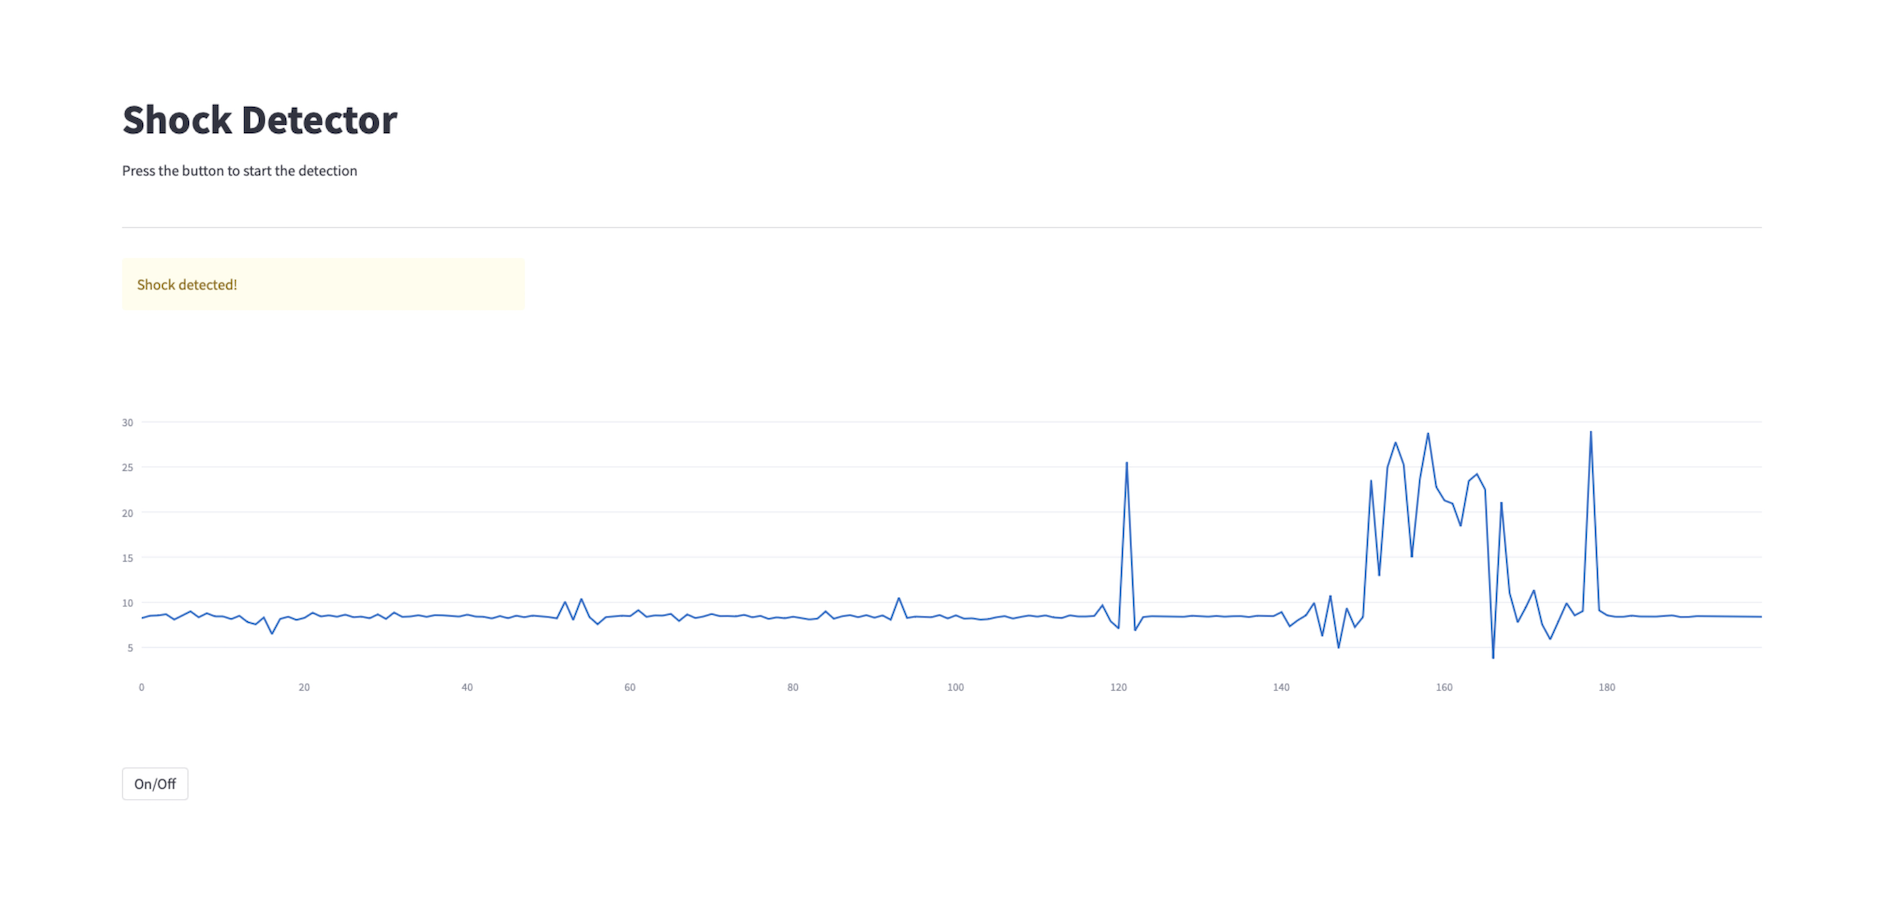 Shock Detector
Press the button to start the detection
Shock detected!
30
25
20
15
10
5
0 20 40 60 80 100 120 140 160 180
On/Off